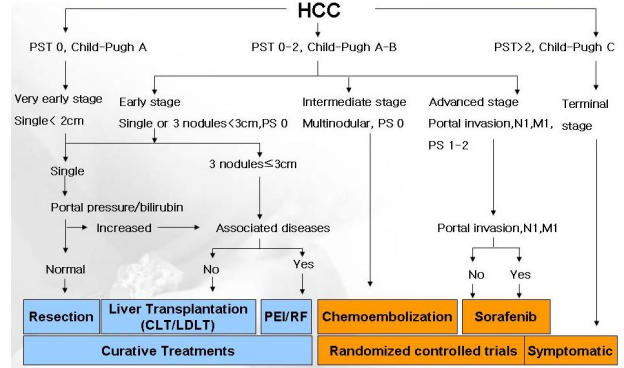 HCC
PST 0, Child-Pugh A
PST 0-2, Child-Pugh A-B
PST>2, Child-Pugh C
Very early stage
Single< 2cm
Early stage
Single or 3 nodules<3cm,PS 0
Intermediate stage
Multinodular, PS 0
Advanced stage
Portal invasion,N1,M1,
PS 1-2
Terminal
stage
Single
3 nodules≤3cm
Portal pressure/bilirubin
Increased
Associated diseases
Portal invasion,N1,M1
Normal
No
Yes
No
Yes
Resection
Liver Transplantation
(CLT/LDLT)
PEI/RF
Chemoembolization
Sorafenib
Curative Treatments
Randomized controlled trials
Symptomatic